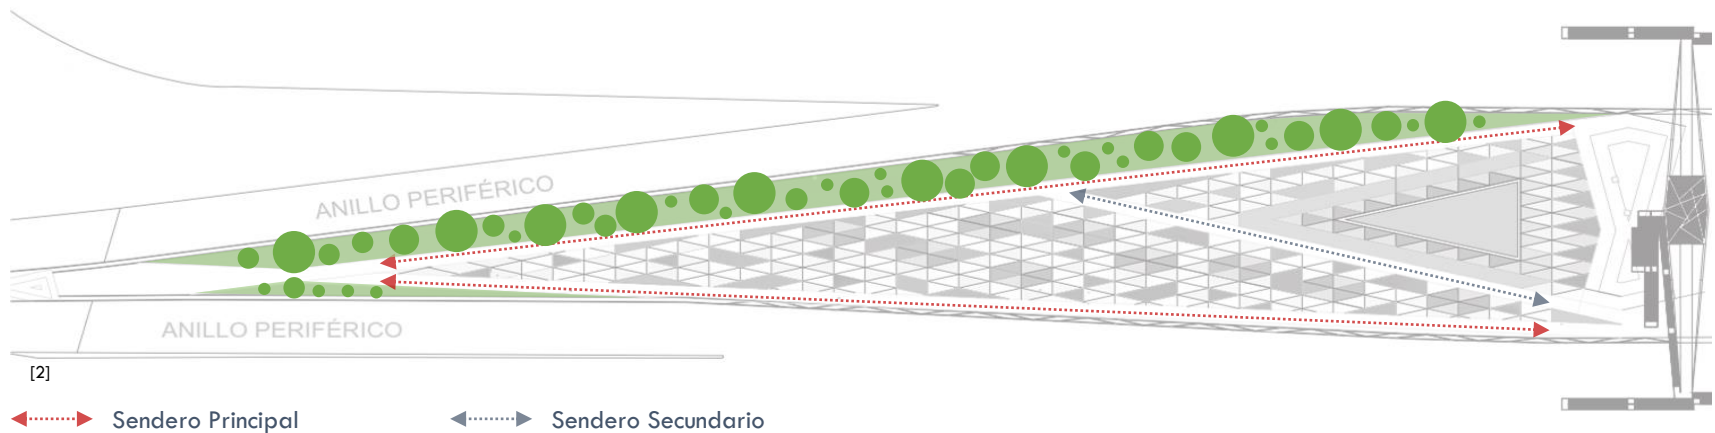 ANILLO PERIFÉRICO
ANILLO PERIFÉRICO
[2]
Sendero Principal
Sendero Secundario